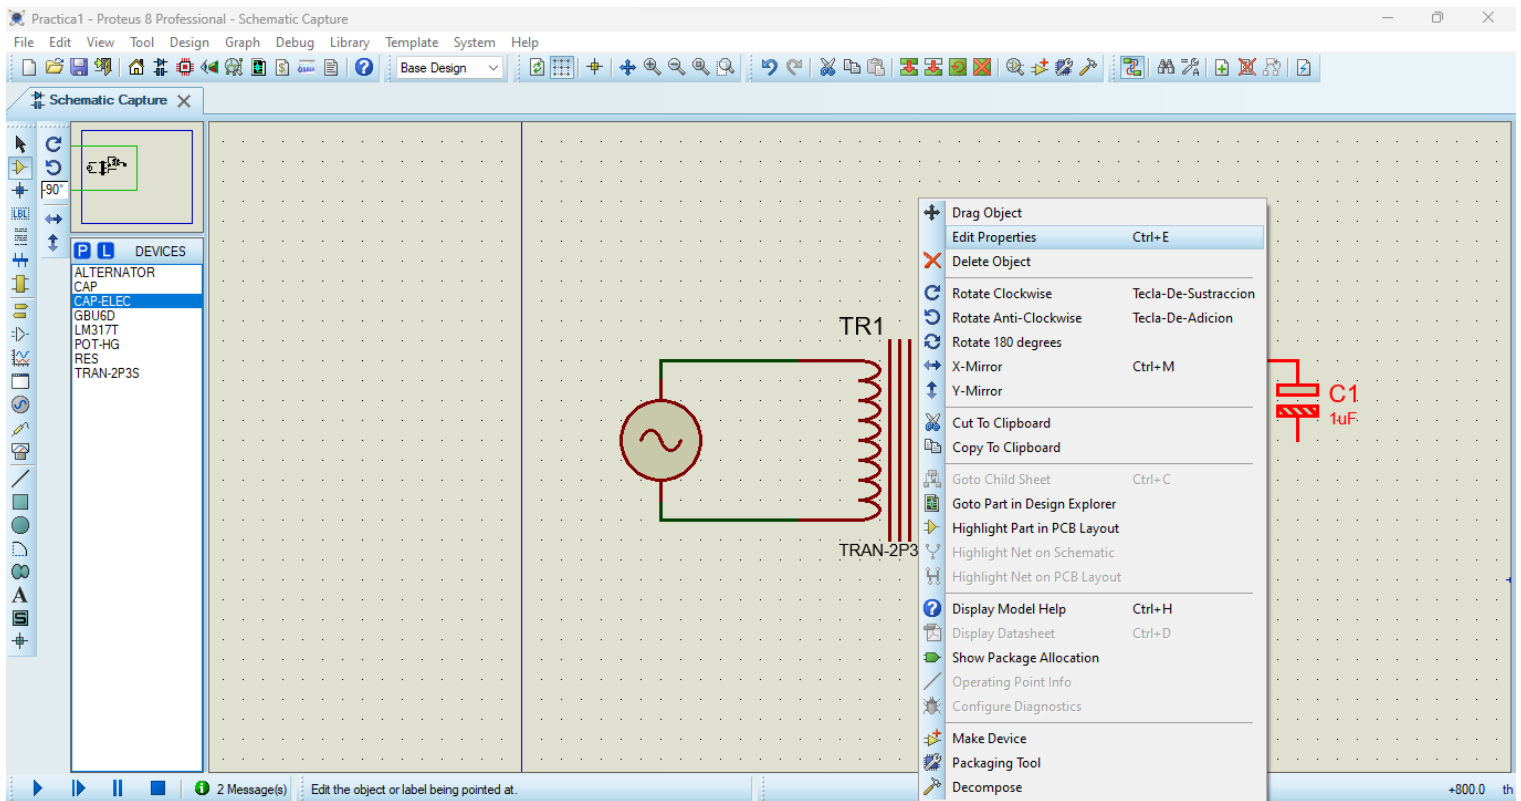 Practica1 - Proteus 8 Professional - Schematic Capture
File Edit View Tool Design Graph Debug Library Template System Help
Base Design
Schematic Capture
-90°
LBL
P L DEVICES
ALTERNATOR
CAP
CAP-ELEC
GBU6D
LM317T
POT-HG
RES
TRAN-2P3S
A
S
TR1
TRAN-2P3
C1
1uF
Drag Object
Edit Properties Ctrl+E
Delete Object
Rotate Clockwise Tecla-De-Sustraccion
Rotate Anti-Clockwise Tecla-De-Adicion
Rotate 180 degrees
X-Mirror Ctrl+M
Y-Mirror
Cut To Clipboard
Copy To Clipboard
Goto Child Sheet Ctrl+C
Goto Part in Design Explorer
Highlight Part in PCB Layout
Highlight Net on Schematic
Highlight Net on PCB Layout
Display Model Help Ctrl+H
Display Datasheet Ctrl+D
Show Package Allocation
Operating Point Info
Configure Diagnostics
Make Device
Packaging Tool
Decompose
2 Message(s) Edit the object or label being pointed at. +800.0 th